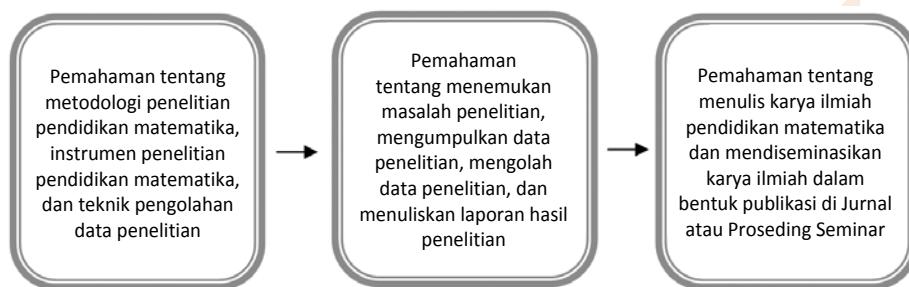 Pemahaman tentang
metodologi penelitian
pendidikan matematika,
instrumen penelitian
pendidikan matematika,
dan teknik pengolahan
data penelitian
Pemahaman
tentang menemukan
masalah penelitian,
mengumpulkan data
penelitian, mengolah
data penelitian, dan
menuliskan laporan hasil
penelitian
Pemahaman tentang
menulis karya ilmiah
pendidikan matematika
dan mendiseminasikan
karya ilmiah dalam
bentuk publikasi di Jurnal
atau Proseding Seminar